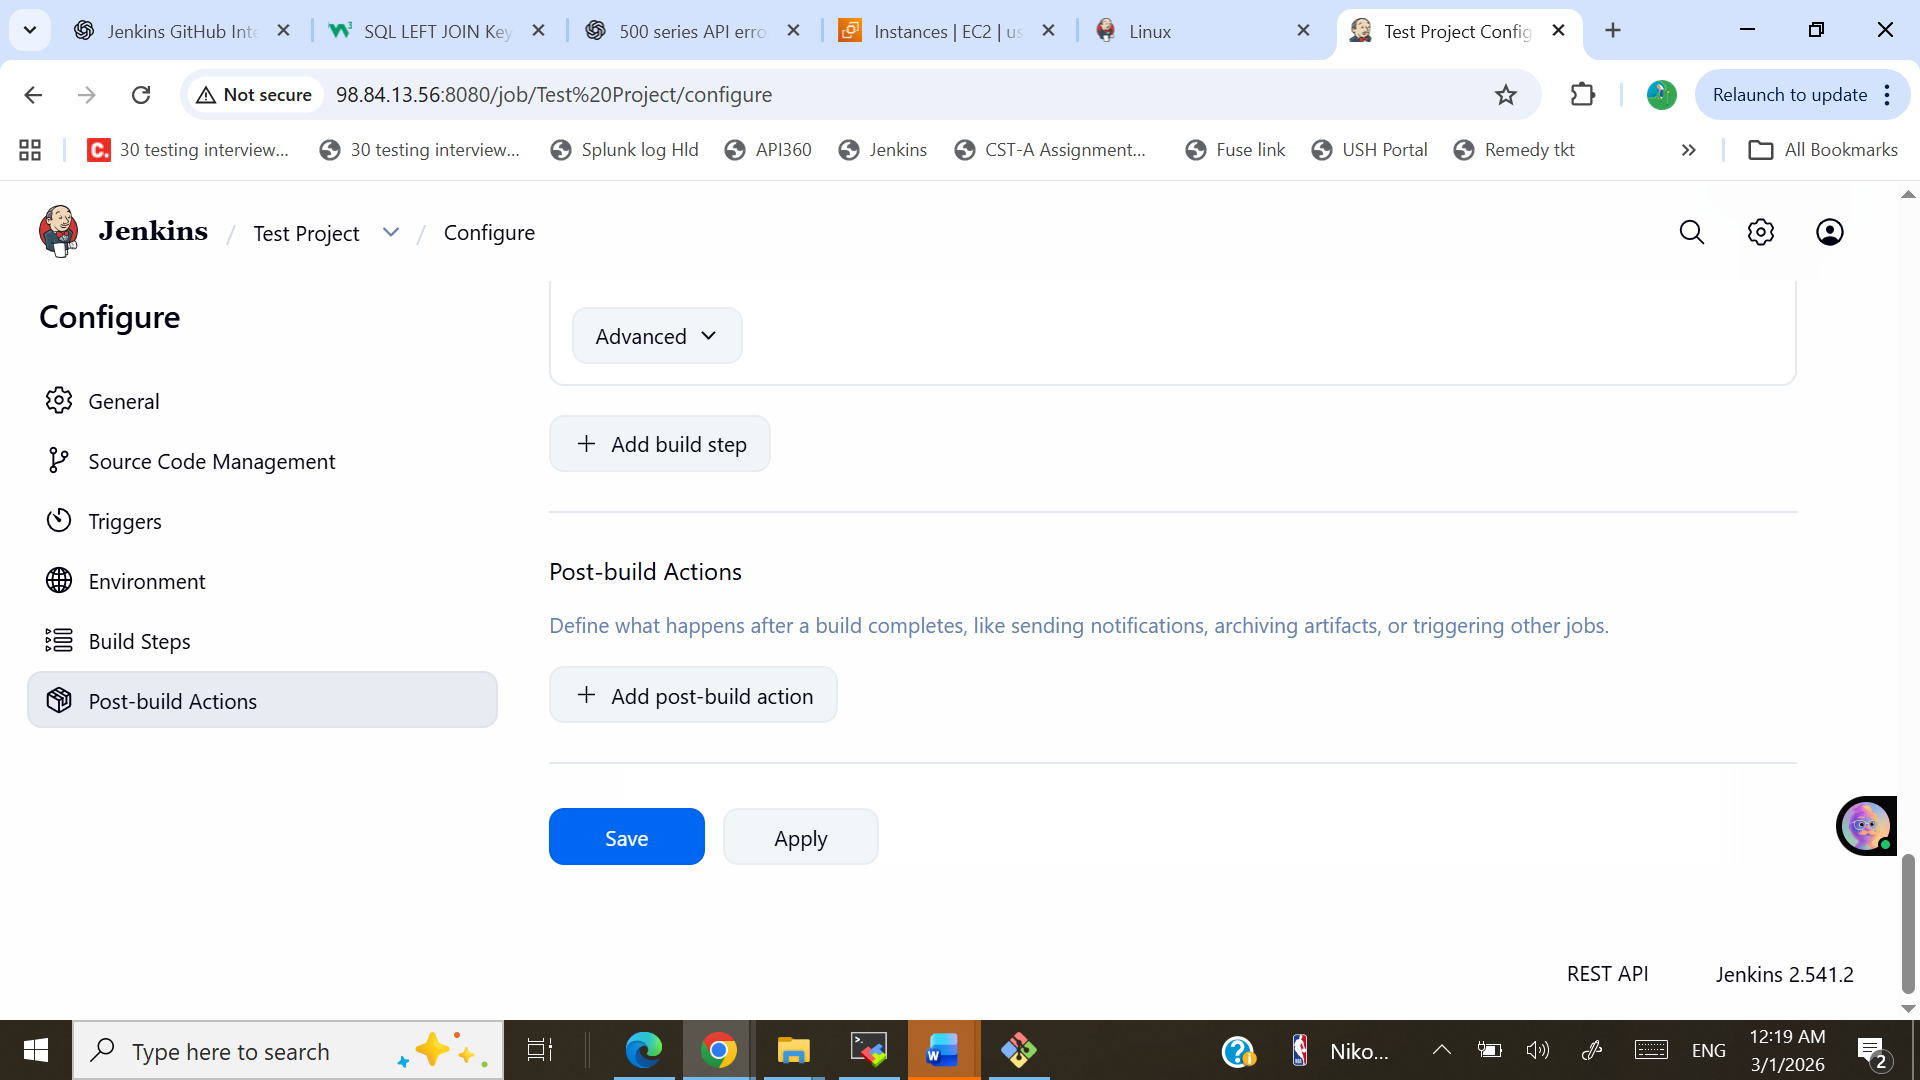 Jenkins GitHub Inte
SQL LEFT JOIN Key
500 series API erro
Instances | EC2 | us
Linux
Test Project Config
Not secure
98.84.13.56:8080/job/Test%20Project/configure
Relaunch to update
C.
30 testing interview...
30 testing interview...
Splunk log Hld
API360
Jenkins
CST-A Assignment...
Fuse link
USH Portal
Remedy tkt
»
All Bookmarks
Jenkins / Test Project / Configure
Configure
General
Source Code Management
Triggers
Environment
Build Steps
Post-build Actions
Advanced
+ Add build step
Post-build Actions
Define what happens after a build completes, like sending notifications, archiving artifacts, or triggering other jobs.
+ Add post-build action
Save
Apply
REST API
Jenkins 2.541.2
Type here to search
Niko...
ENG
12:19 AM
3/1/2026
2